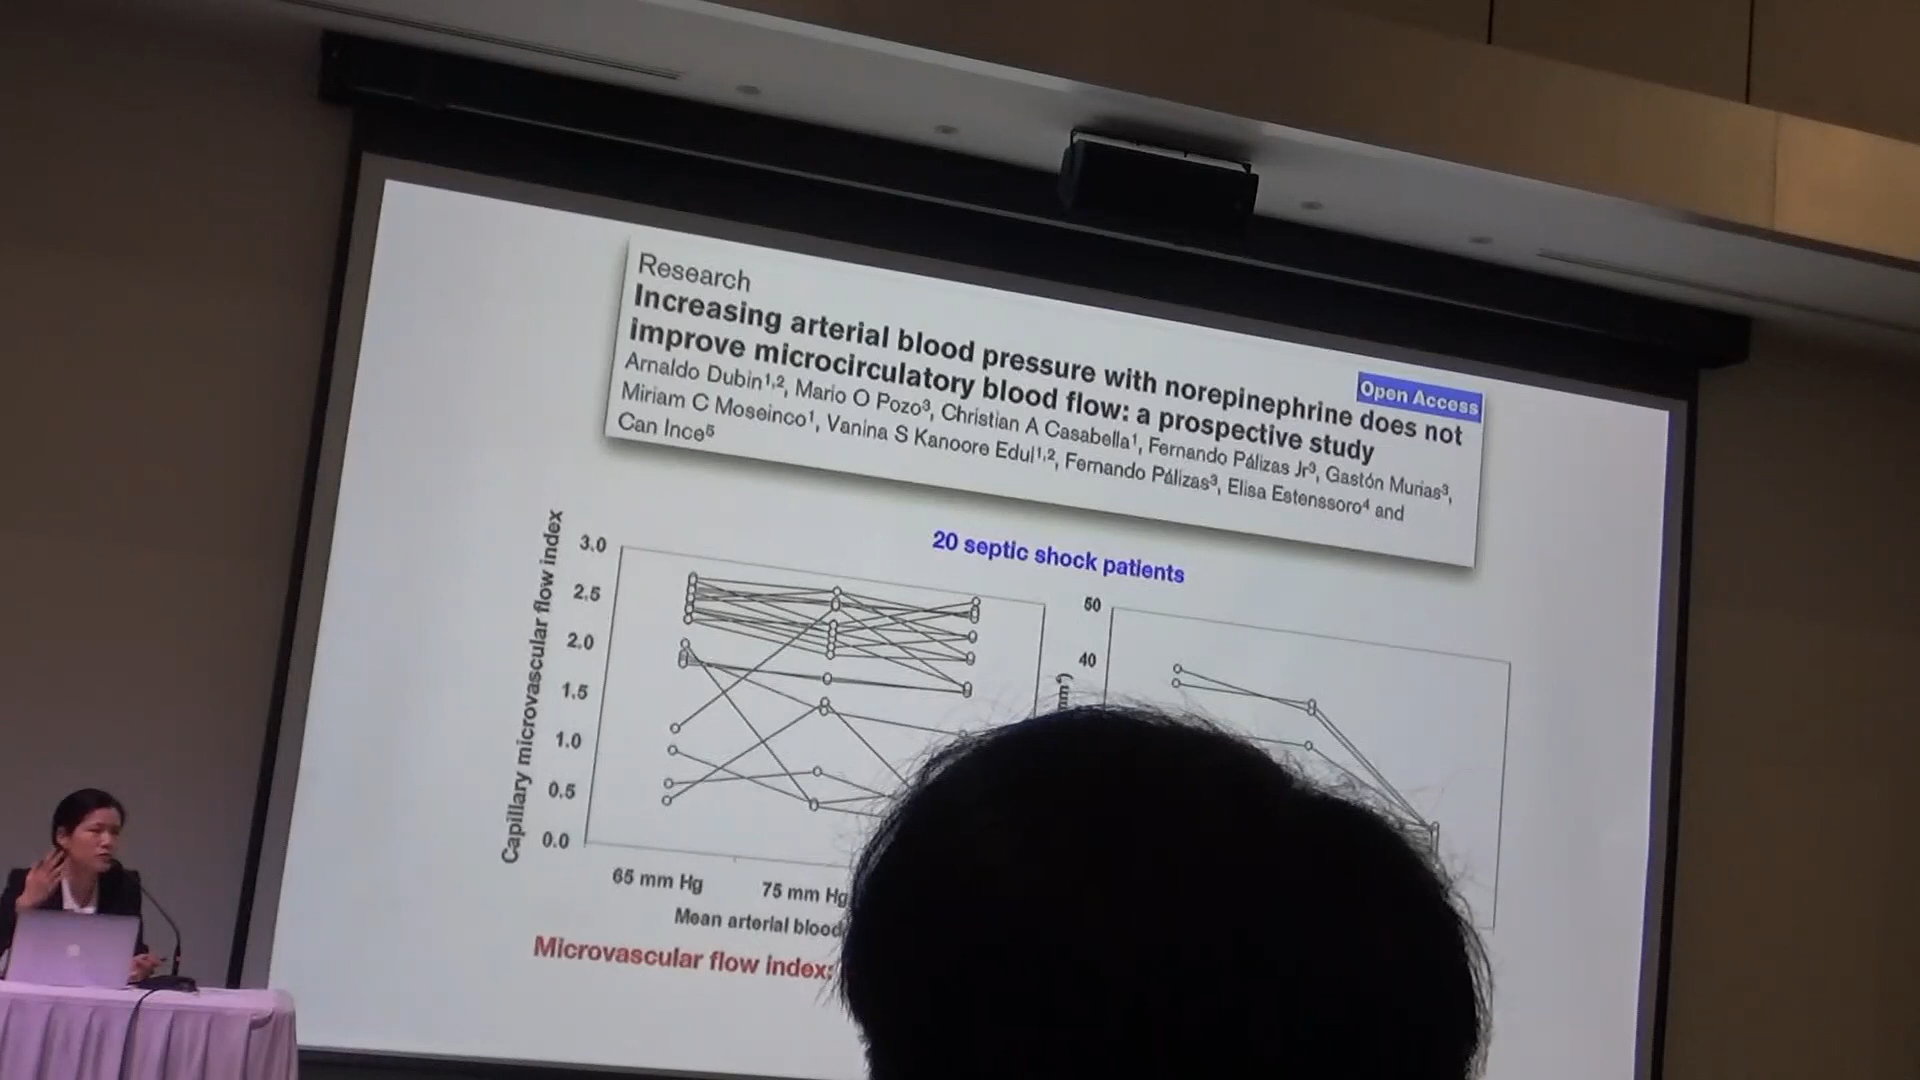 Research
Increasing arterial blood pressure with norepinephrine does not
improve microcirculatory blood flow: a prospective study
Open Access
Arnaldo Dubin1,2, Mario O Pozo3, Christian A Casabella1, Fernando Pálizas Jr3, Gastón Murias3,
Miriam C Moseinco1, Vanina S Kanoore Edul1,2, Fernando Pálizas3, Elisa Estenssoro4 and
Can Ince5
20 septic shock patients
Capillary microvascular flow index
3.0
2.5
2.0
1.5
1.0
0.5
0.0
65 mm Hg
75 mm Hg
Mean arterial blood
50
40
Microvascular flow index: